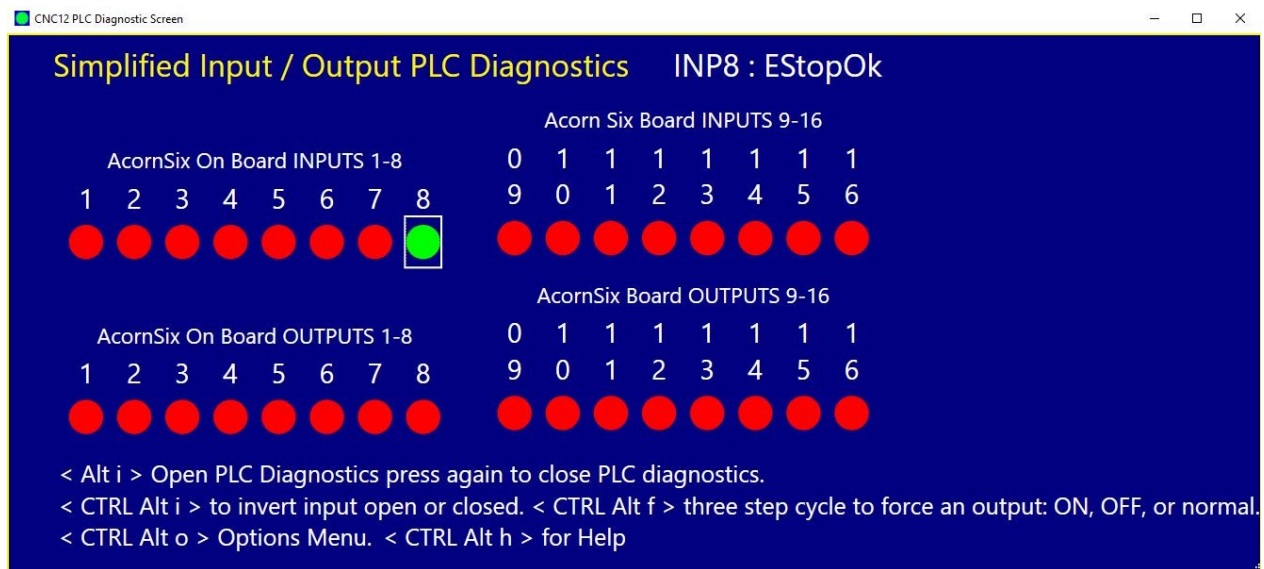 CNC12 PLC Diagnostic Screen
Simplified Input / Output PLC Diagnostics INP8 : EStopOk
Acorn Six Board INPUTS 9-16
AcornSix On Board INPUTS 1-8
0 1 1 1 1 1 1 1
9 0 1 2 3 4 5 6
1 2 3 4 5 6 7 8
AcornSix Board OUTPUTS 9-16
AcornSix On Board OUTPUTS 1-8
0 1 1 1 1 1 1 1
9 0 1 2 3 4 5 6
1 2 3 4 5 6 7 8
< Alt i > Open PLC Diagnostics press again to close PLC diagnostics.
< CTRL Alt i > to invert input open or closed. < CTRL Alt f > three step cycle to force an output: ON, OFF, or normal.
< CTRL Alt o > Options Menu. < CTRL Alt h > for Help